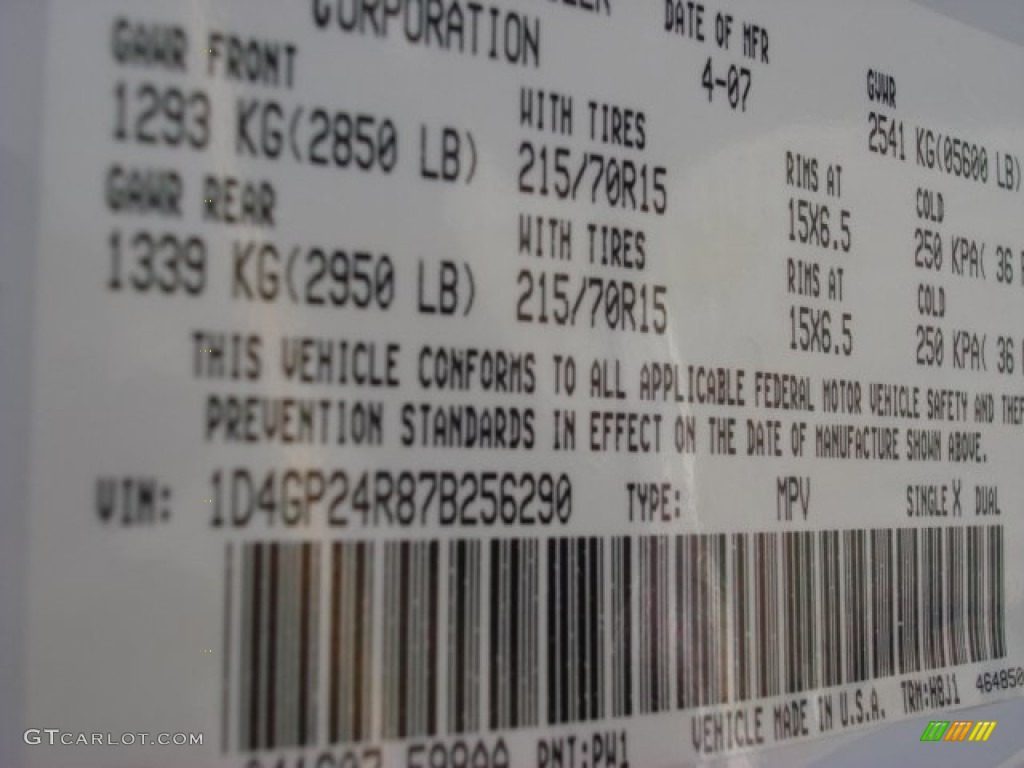 DATE OF MFR
CORPORATION 4-07
GAWR FRONT WITH TIRES GVWR
1293 KG(2850 LB) 215/70R15 RIMS AT 2541 KG(05600 LB)
15X6.5 COLD
GAWR REAR WITH TIRES 250 KPA( 36
1339 KG(2950 LB) 215/70R15 RIMS AT COLD
15X6.5 250 KPA( 36
THIS VEHICLE CONFORMS TO ALL APPLICABLE FEDERAL MOTOR VEHICLE SAFETY AND THEF
PREVENTION STANDARDS IN EFFECT ON THE DATE OF MANUFACTURE SHOWN ABOVE.
VIN: 1D4GP24R87B256290 TYPE: MPV SINGLE X DUAL
VEHICLE MADE IN U.S.A. TRM:H8J1 464850
PNT:PW1
GTCARLOT.COM